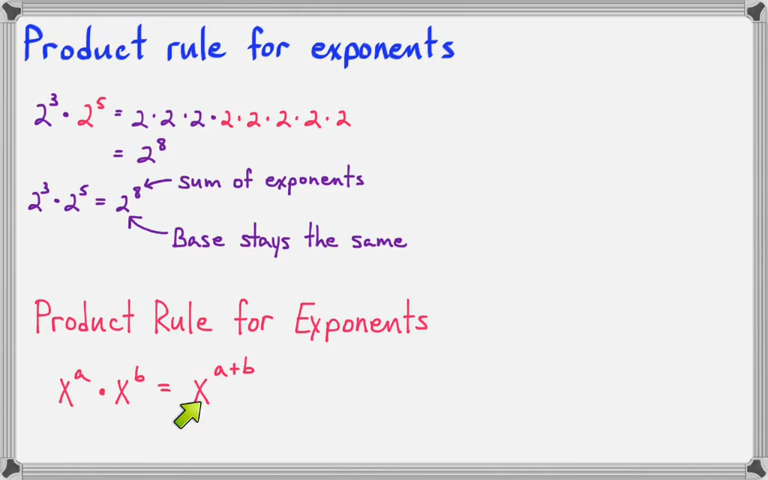 Product rule for exponents
2³ · 2⁵ = 2 · 2 · 2 · 2 · 2 · 2 · 2 · 2
= 2⁸
2³ · 2⁵ = 2⁸ sum of exponents
Base stays the same
Product Rule for Exponents
xᵃ · xᵇ = xᵃ⁺ᵇ